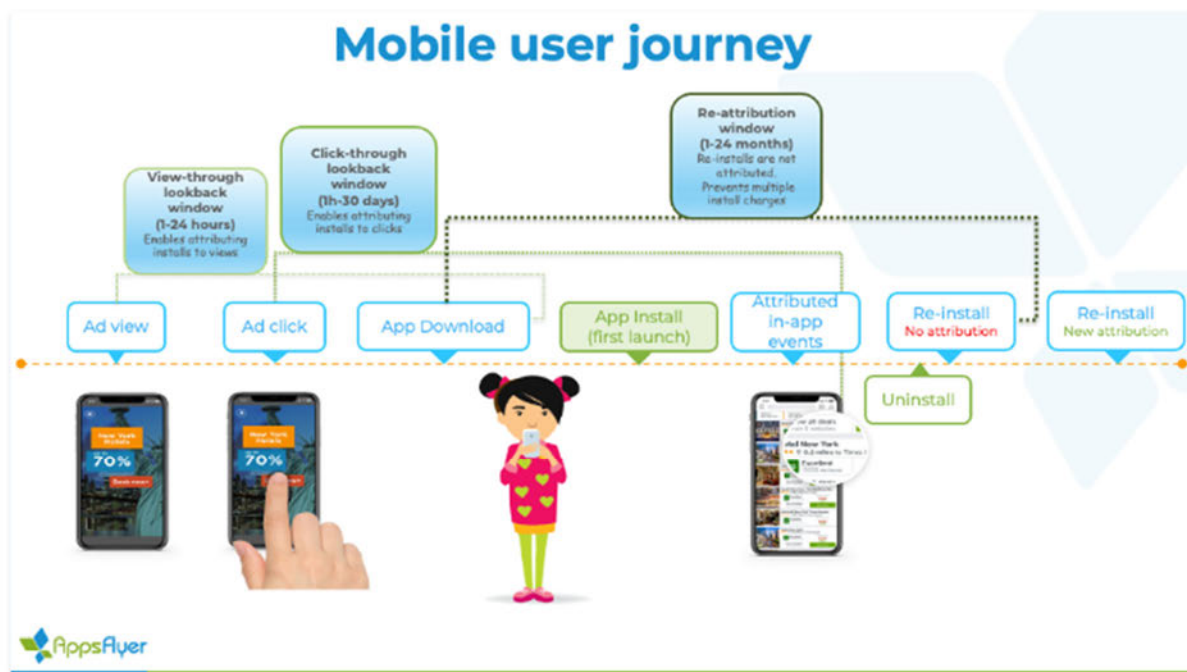 Mobile user journey
Re-attribution
window
(1-24 months)
Re-installs are not
attributed.
Prevents multiple
install charges
Click-through
lookback
window
(1h-30 days)
Enables attributing
installs to clicks
View-through
lookback
window
(1-24 hours)
Enables attributing
installs to views
Ad view
Ad click
App Download
App Install
(first launch)
Attributed
in-app
events
Re-install
No attribution
Re-install
New attribution
Uninstall
New York
70%
New York
70%
New York
Excellent
AppsFlyer